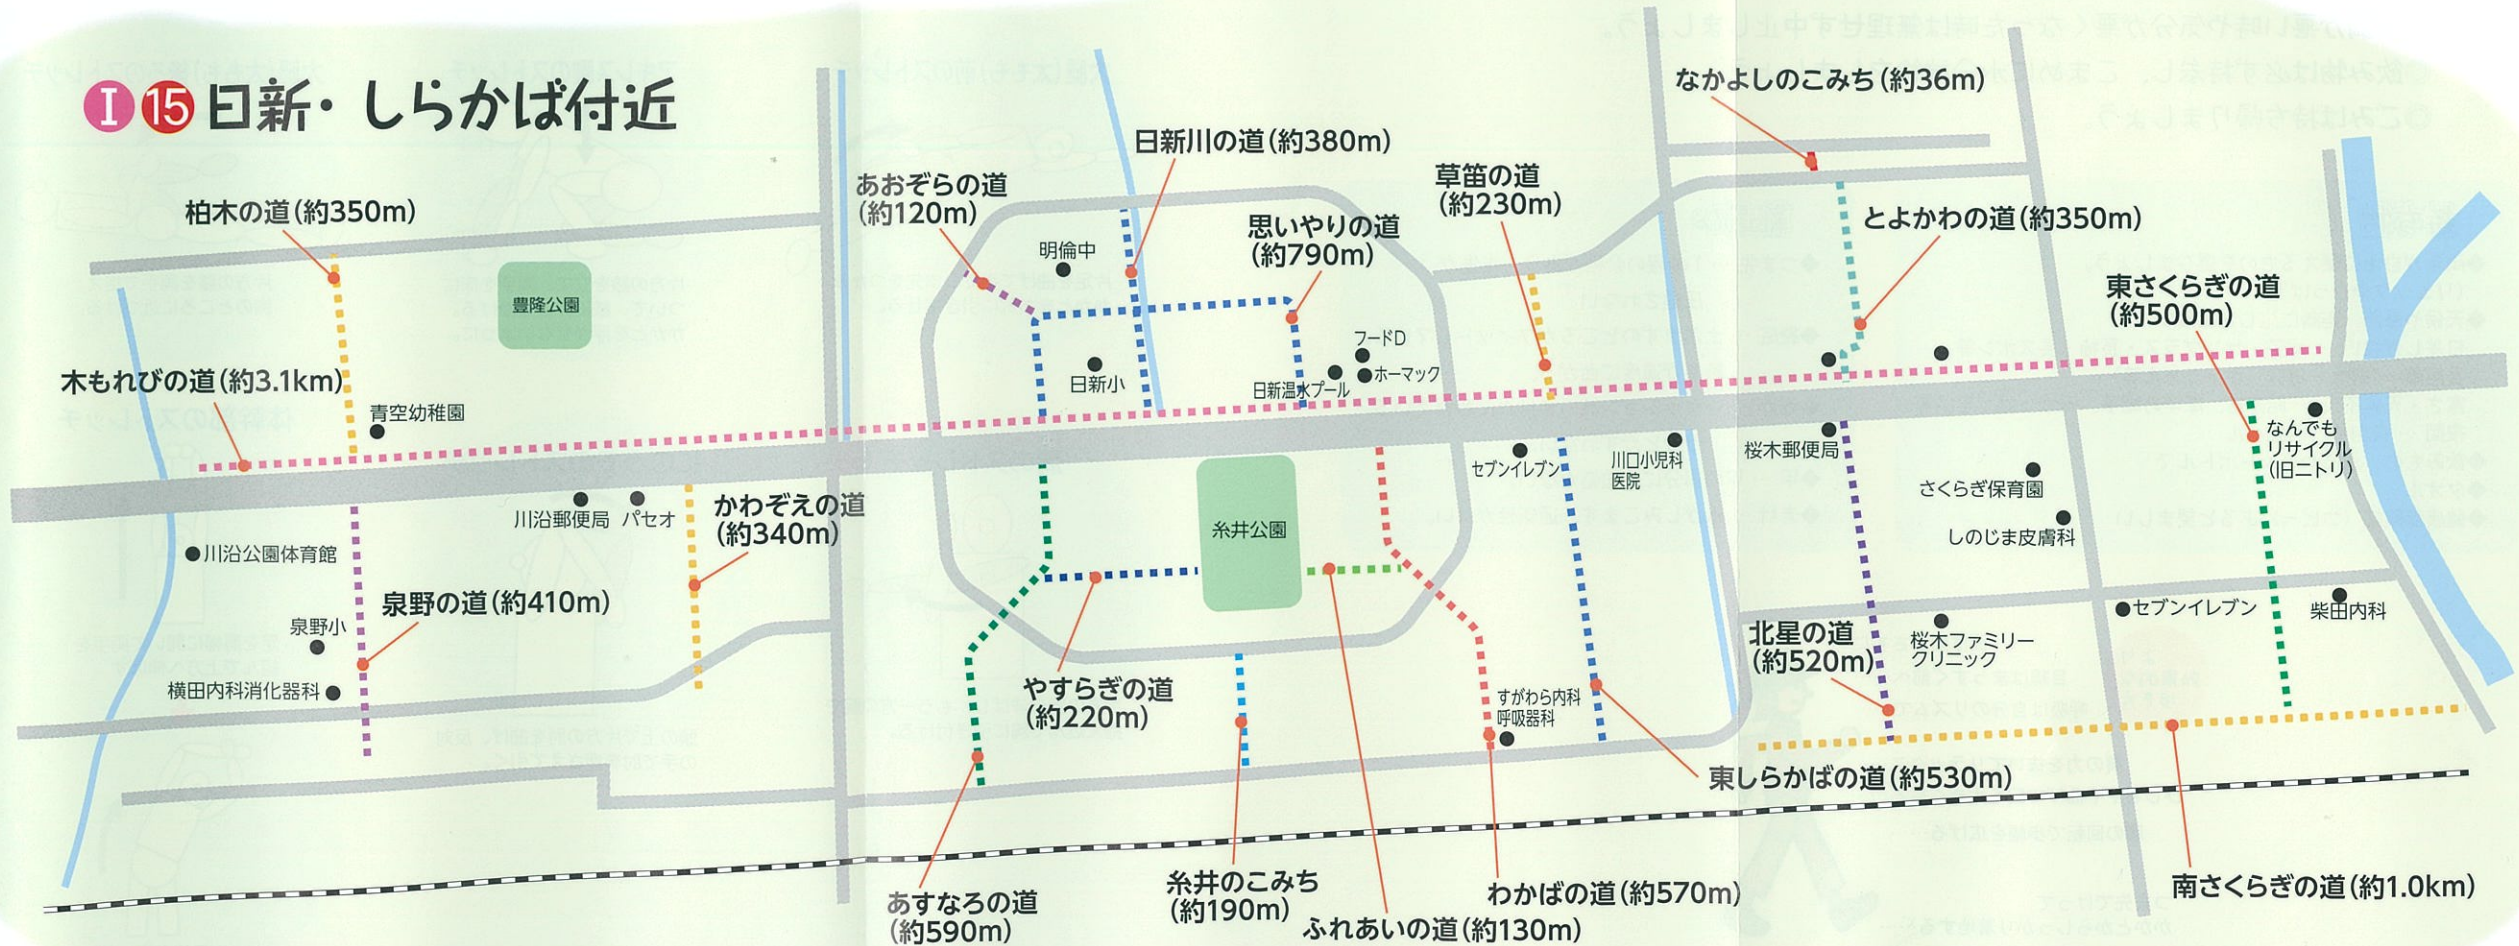 I 15 日新・しらかば付近
なかよしのこみち(約36m)
日新川の道(約380m)
あおぞらの道
(約120m)
草笛の道
(約230m)
柏木の道(約350m)
思いやりの道
(約790m)
とよかわの道(約350m)
明倫中
東さくらぎの道
(約500m)
豊隆公園
フードD
ホーマック
日新温水プール
日新小
木もれびの道(約3.1km)
青空幼稚園
なんでも
リサイクル
(旧ニトリ)
桜木郵便局
セブンイレブン
川口小児科
医院
さくらぎ保育園
しのじま皮膚科
川沿郵便局
パセオ
かわぞえの道
(約340m)
糸井公園
川沿公園体育館
泉野の道(約410m)
泉野小
横田内科消化器科
セブンイレブン
柴田内科
北星の道
(約520m)
桜木ファミリー
クリニック
やすらぎの道
(約220m)
すがわら内科
呼吸器科
東しらかばの道(約530m)
あすなろの道
(約590m)
糸井のこみち
(約190m)
ふれあいの道(約130m)
わかばの道(約570m)
南さくらぎの道(約1.0km)